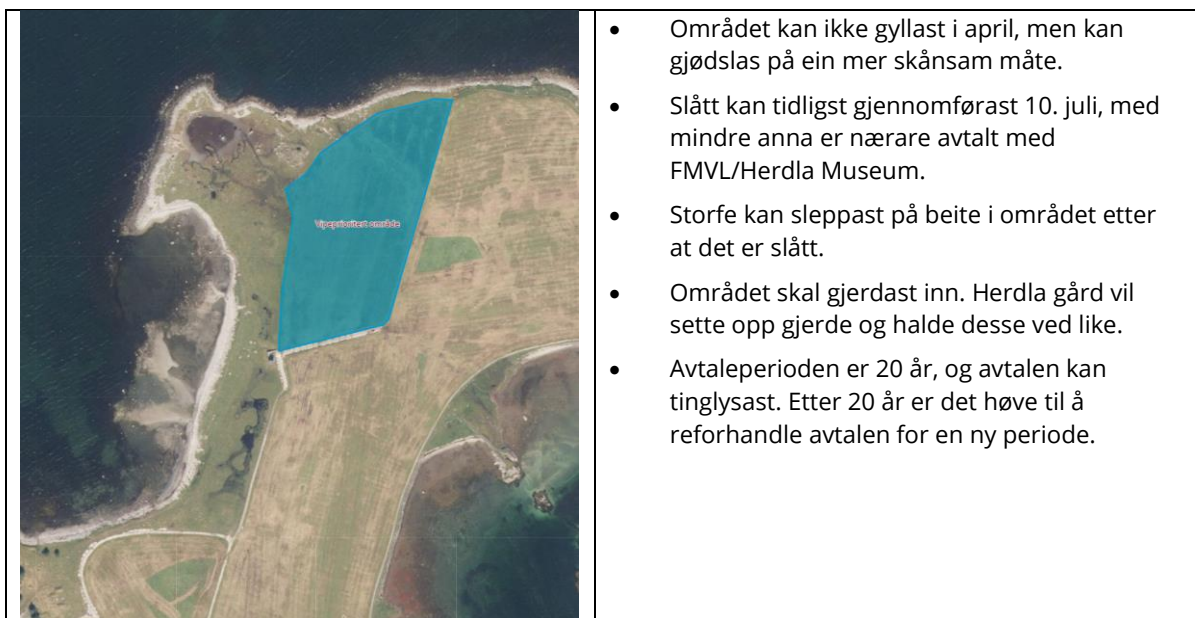 Vipeprioritert område
• Området kan ikke gyllast i april, men kan
gjødslas på ein mer skånsam måte.
• Slått kan tidligst gjennomførast 10. juli, med
mindre anna er nærare avtalt med
FMVL/Herdla Museum.
• Storfe kan sleppast på beite i området etter
at det er slått.
• Området skal gjerdast inn. Herdla gård vil
sette opp gjerde og halde desse ved like.
• Avtaleperioden er 20 år, og avtalen kan
tinglysast. Etter 20 år er det høve til å
reforhandle avtalen for en ny periode.